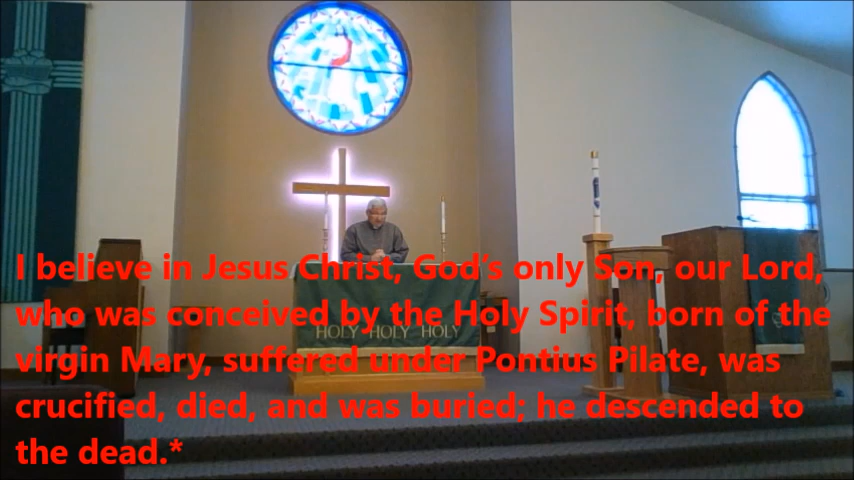 HOLY HOLY HOLY
I believe in Jesus Christ, God's only Son, our Lord,
who was conceived by the Holy Spirit, born of the
virgin Mary, suffered under Pontius Pilate, was
crucified, died, and was buried; he descended to
the dead.*